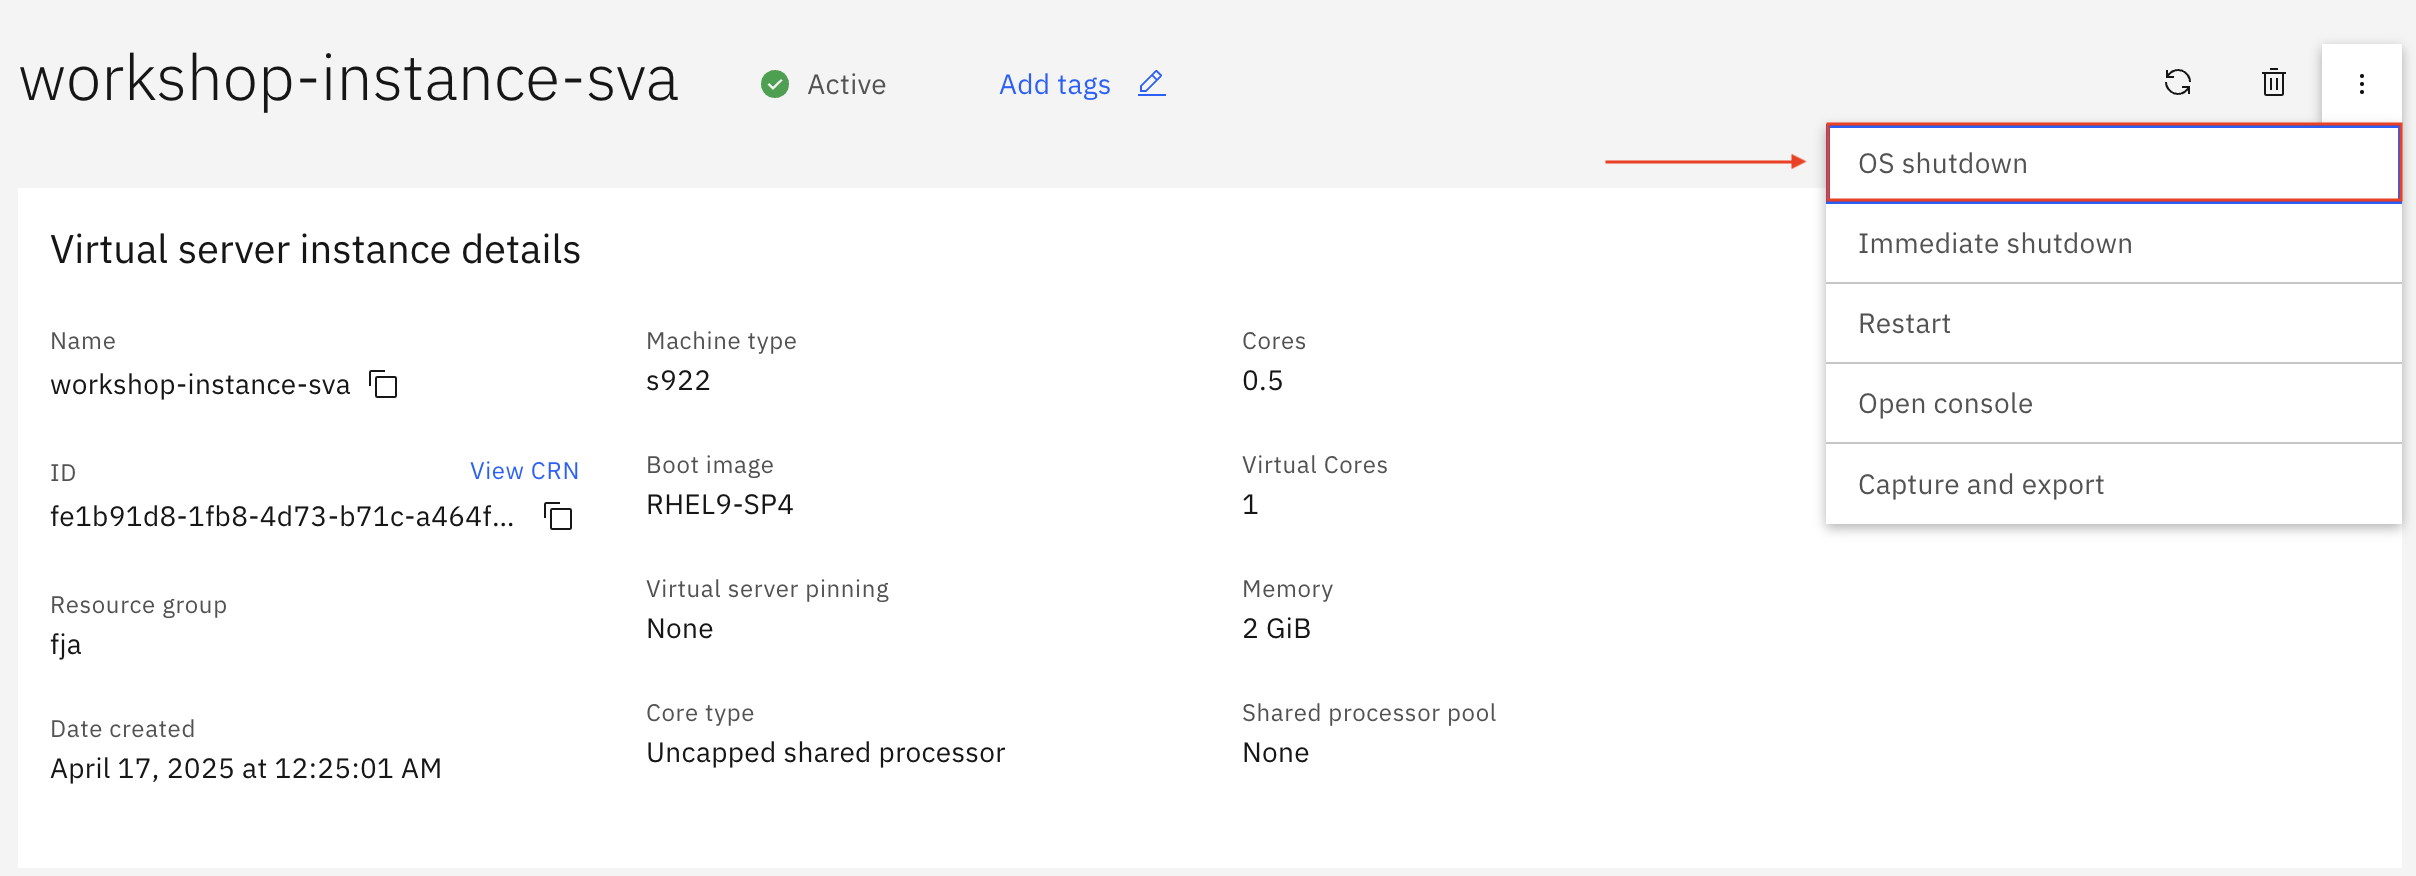 workshop-instance-sva
Active
Add tags
OS shutdown
Immediate shutdown
Restart
Open console
Capture and export
Virtual server instance details
Name
workshop-instance-sva
Machine type
s922
Cores
0.5
ID
View CRN
fe1b91d8-1fb8-4d73-b71c-a464f...
Boot image
RHEL9-SP4
Virtual Cores
1
Resource group
fja
Virtual server pinning
None
Memory
2 GiB
Date created
April 17, 2025 at 12:25:01 AM
Core type
Uncapped shared processor
Shared processor pool
None